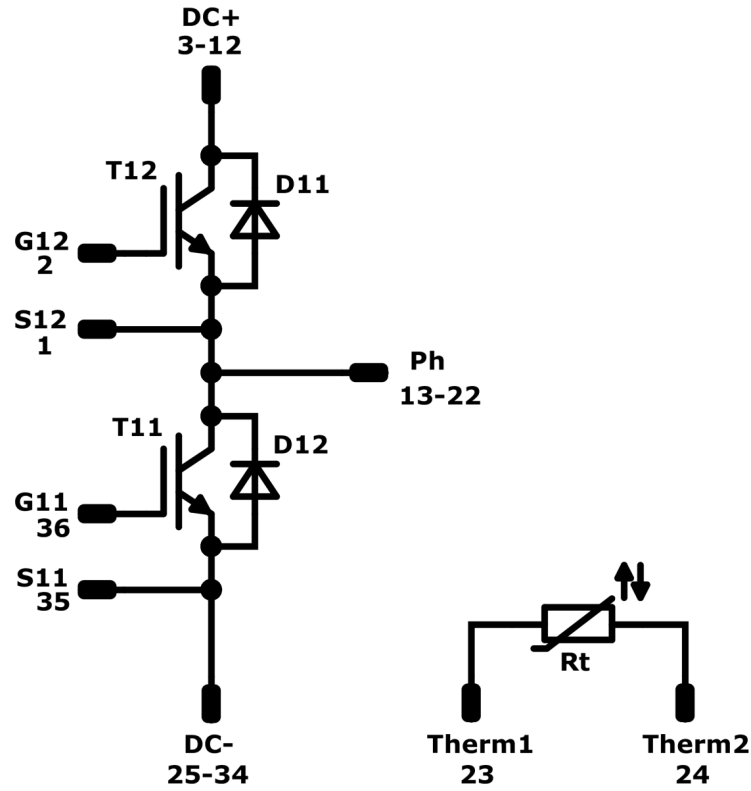 DC+
3-12
T12
D11
G12
2
S12
1
Ph
13-22
T11
D12
G11
36
S11
35
Rt
DC-
25-34
Therm1
23
Therm2
24